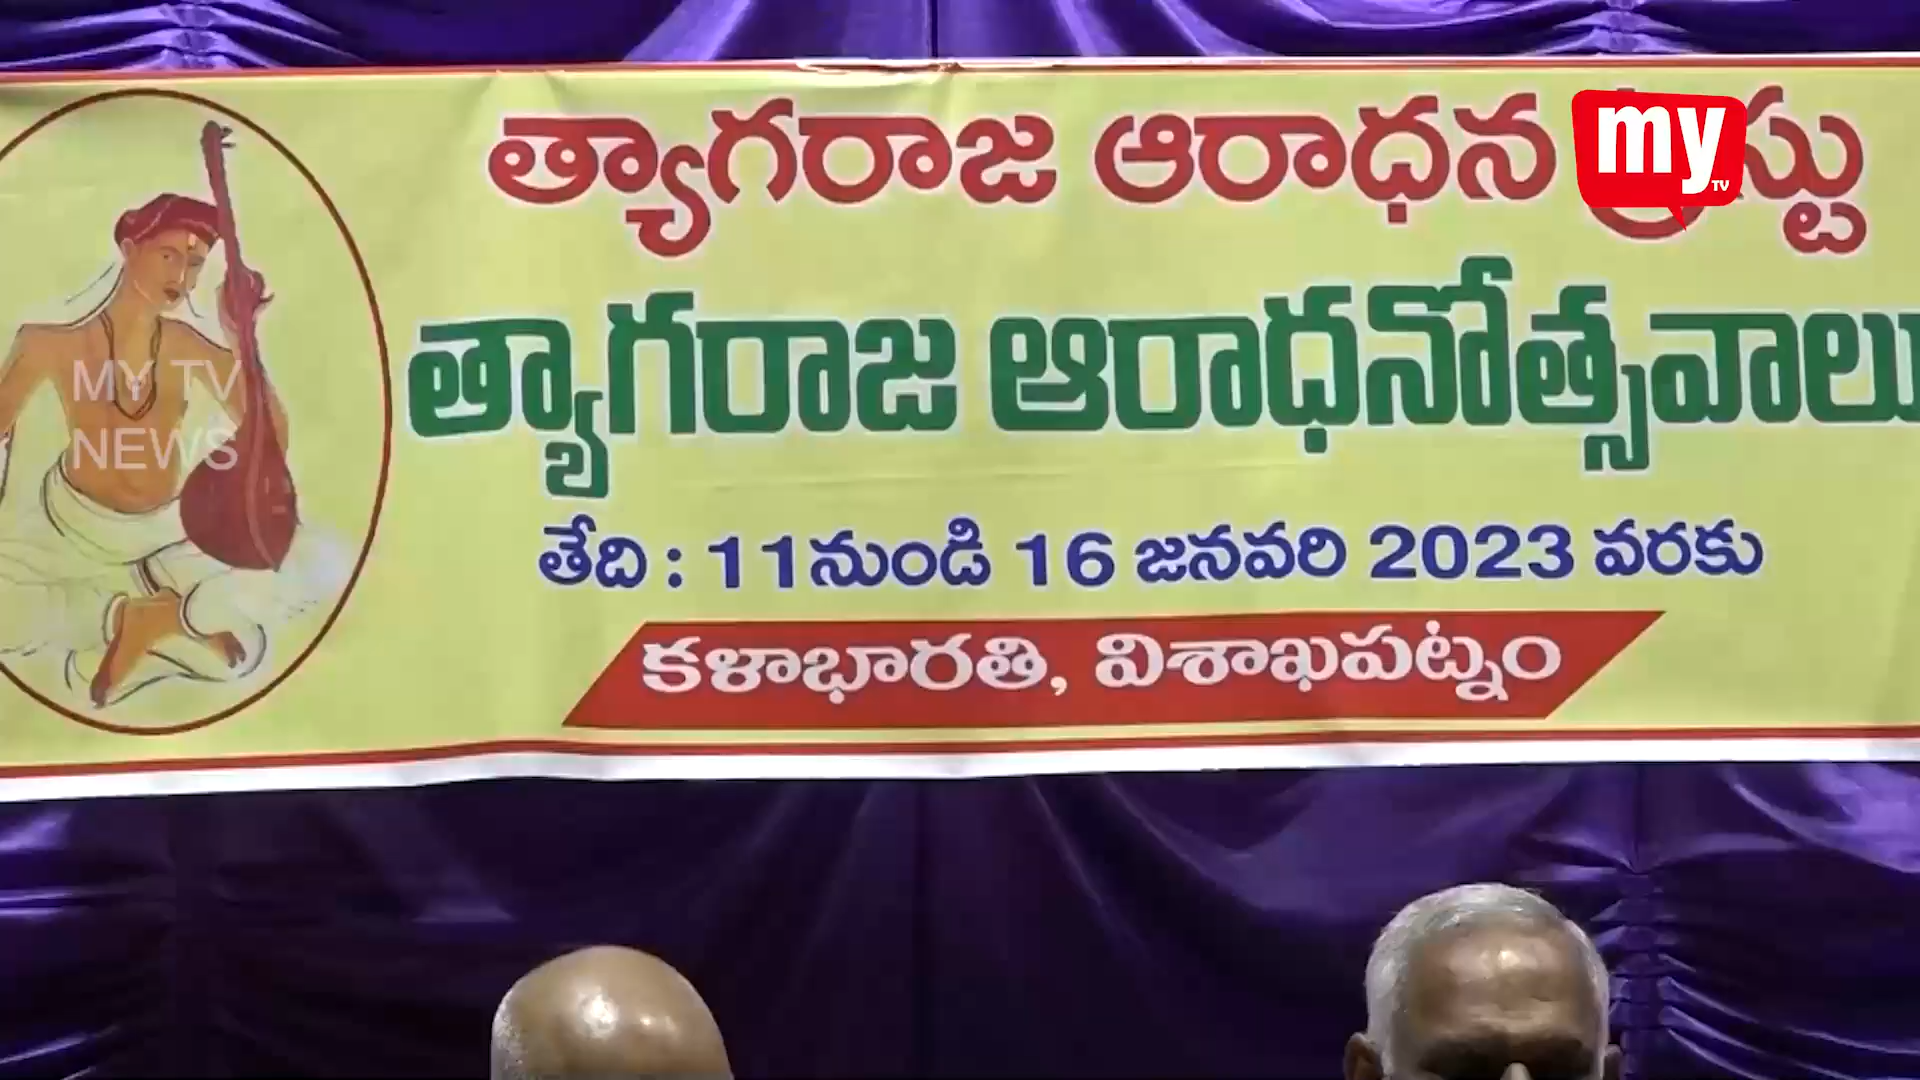 త్యాగరాజ ఆరాధన ట్రస్టు
my TV
త్యాగరాజ ఆరాధనోత్సవాలు
MY TV
NEWS
తేది : 11నుండి 16 జనవరి 2023 వరకు
కళాభారతి, విశాఖపట్నం